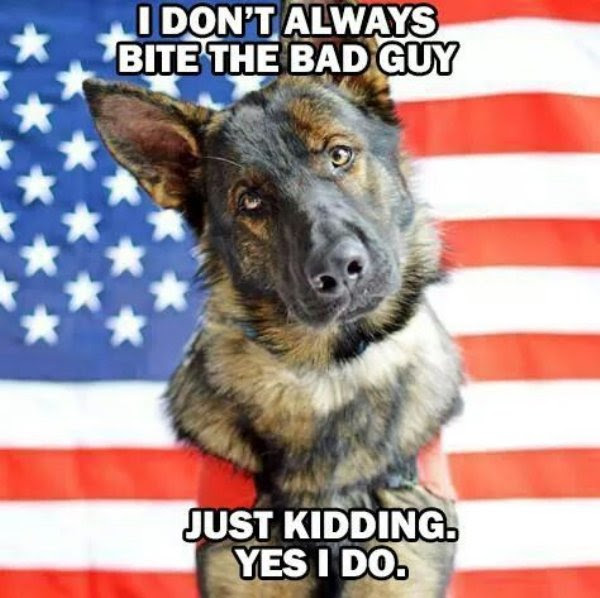 I DON'T ALWAYS
BITE THE BAD GUY
JUST KIDDING.
YES I DO.